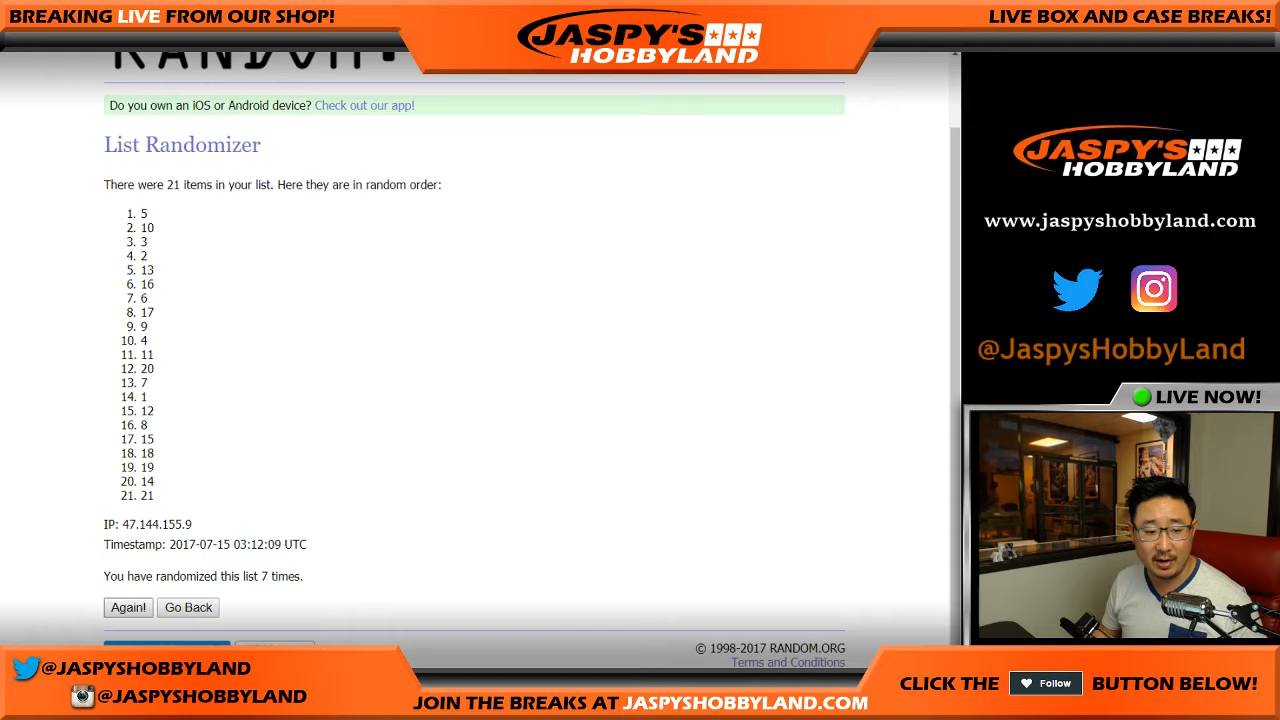 BREAKING LIVE FROM OUR SHOP!
JASPY'S
HOBBYLAND
LIVE BOX AND CASE BREAKS!
Do you own an iOS or Android device? Check out our app!
List Randomizer
There were 21 items in your list. Here they are in random order:
1. 5
2. 10
3. 3
4. 2
5. 13
6. 16
7. 6
8. 17
9. 9
10. 4
11. 11
12. 20
13. 7
14. 1
15. 12
16. 8
17. 15
18. 18
19. 19
20. 14
21. 21
IP: 47.144.155.9
Timestamp: 2017-07-15 03:12:09 UTC
You have randomized this list 7 times.
Again! Go Back
© 1998-2017 RANDOM.ORG
Terms and Conditions
JASPY'S
HOBBYLAND
www.jaspyshobbyland.com
@JaspysHobbyLand
LIVE NOW!
@JASPYSHOBBYLAND
@JASPYSHOBBYLAND
JOIN THE BREAKS AT JASPYSHOBBYLAND.COM
CLICK THE Follow BUTTON BELOW!